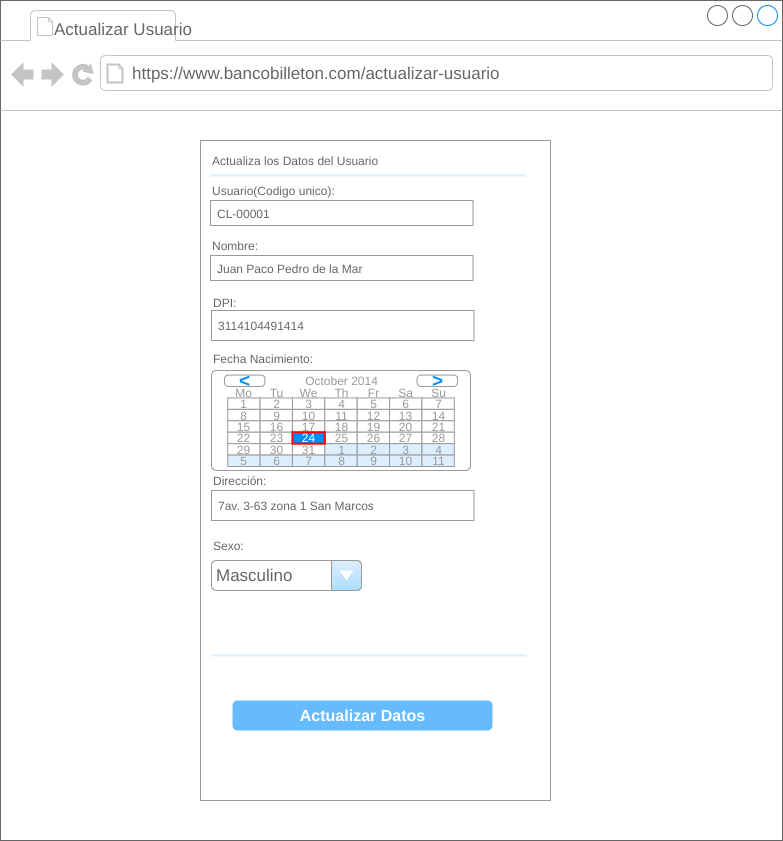 Actualizar Usuario
https://www.bancobilleton.com/actualizar-usuario
Actualiza los Datos del Usuario
Usuario(Codigo unico):
CL-00001
Nombre:
Juan Paco Pedro de la Mar
DPI:
3114104491414
Fecha Nacimiento:
< October 2014 >
Mo Tu We Th Fr Sa Su
1 2 3 4 5 6 7
8 9 10 11 12 13 14
15 16 17 18 19 20 21
22 23 24 25 26 27 28
29 30 31 1 2 3 4
5 6 7 8 9 10 11
Dirección:
7av. 3-63 zona 1 San Marcos
Sexo:
Masculino
Actualizar Datos